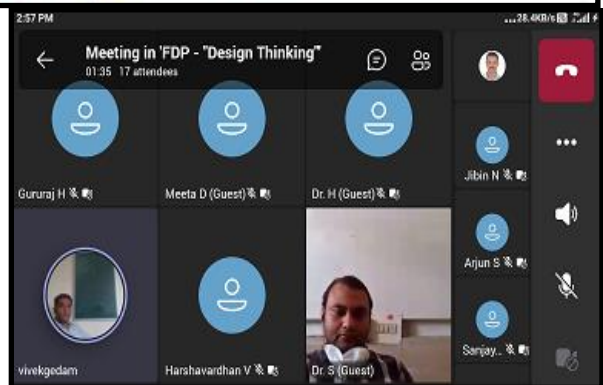 2:57 PM
...28.4KB/s
Meeting in 'FDP - "Design Thinking"'
01:35 17 attendees
Gururaj H
Meeta D (Guest)
Dr. H (Guest)
Jibin N
Arjun S
vivekgedam
Harshavardhan V
Dr. S (Guest)
Sanjay...